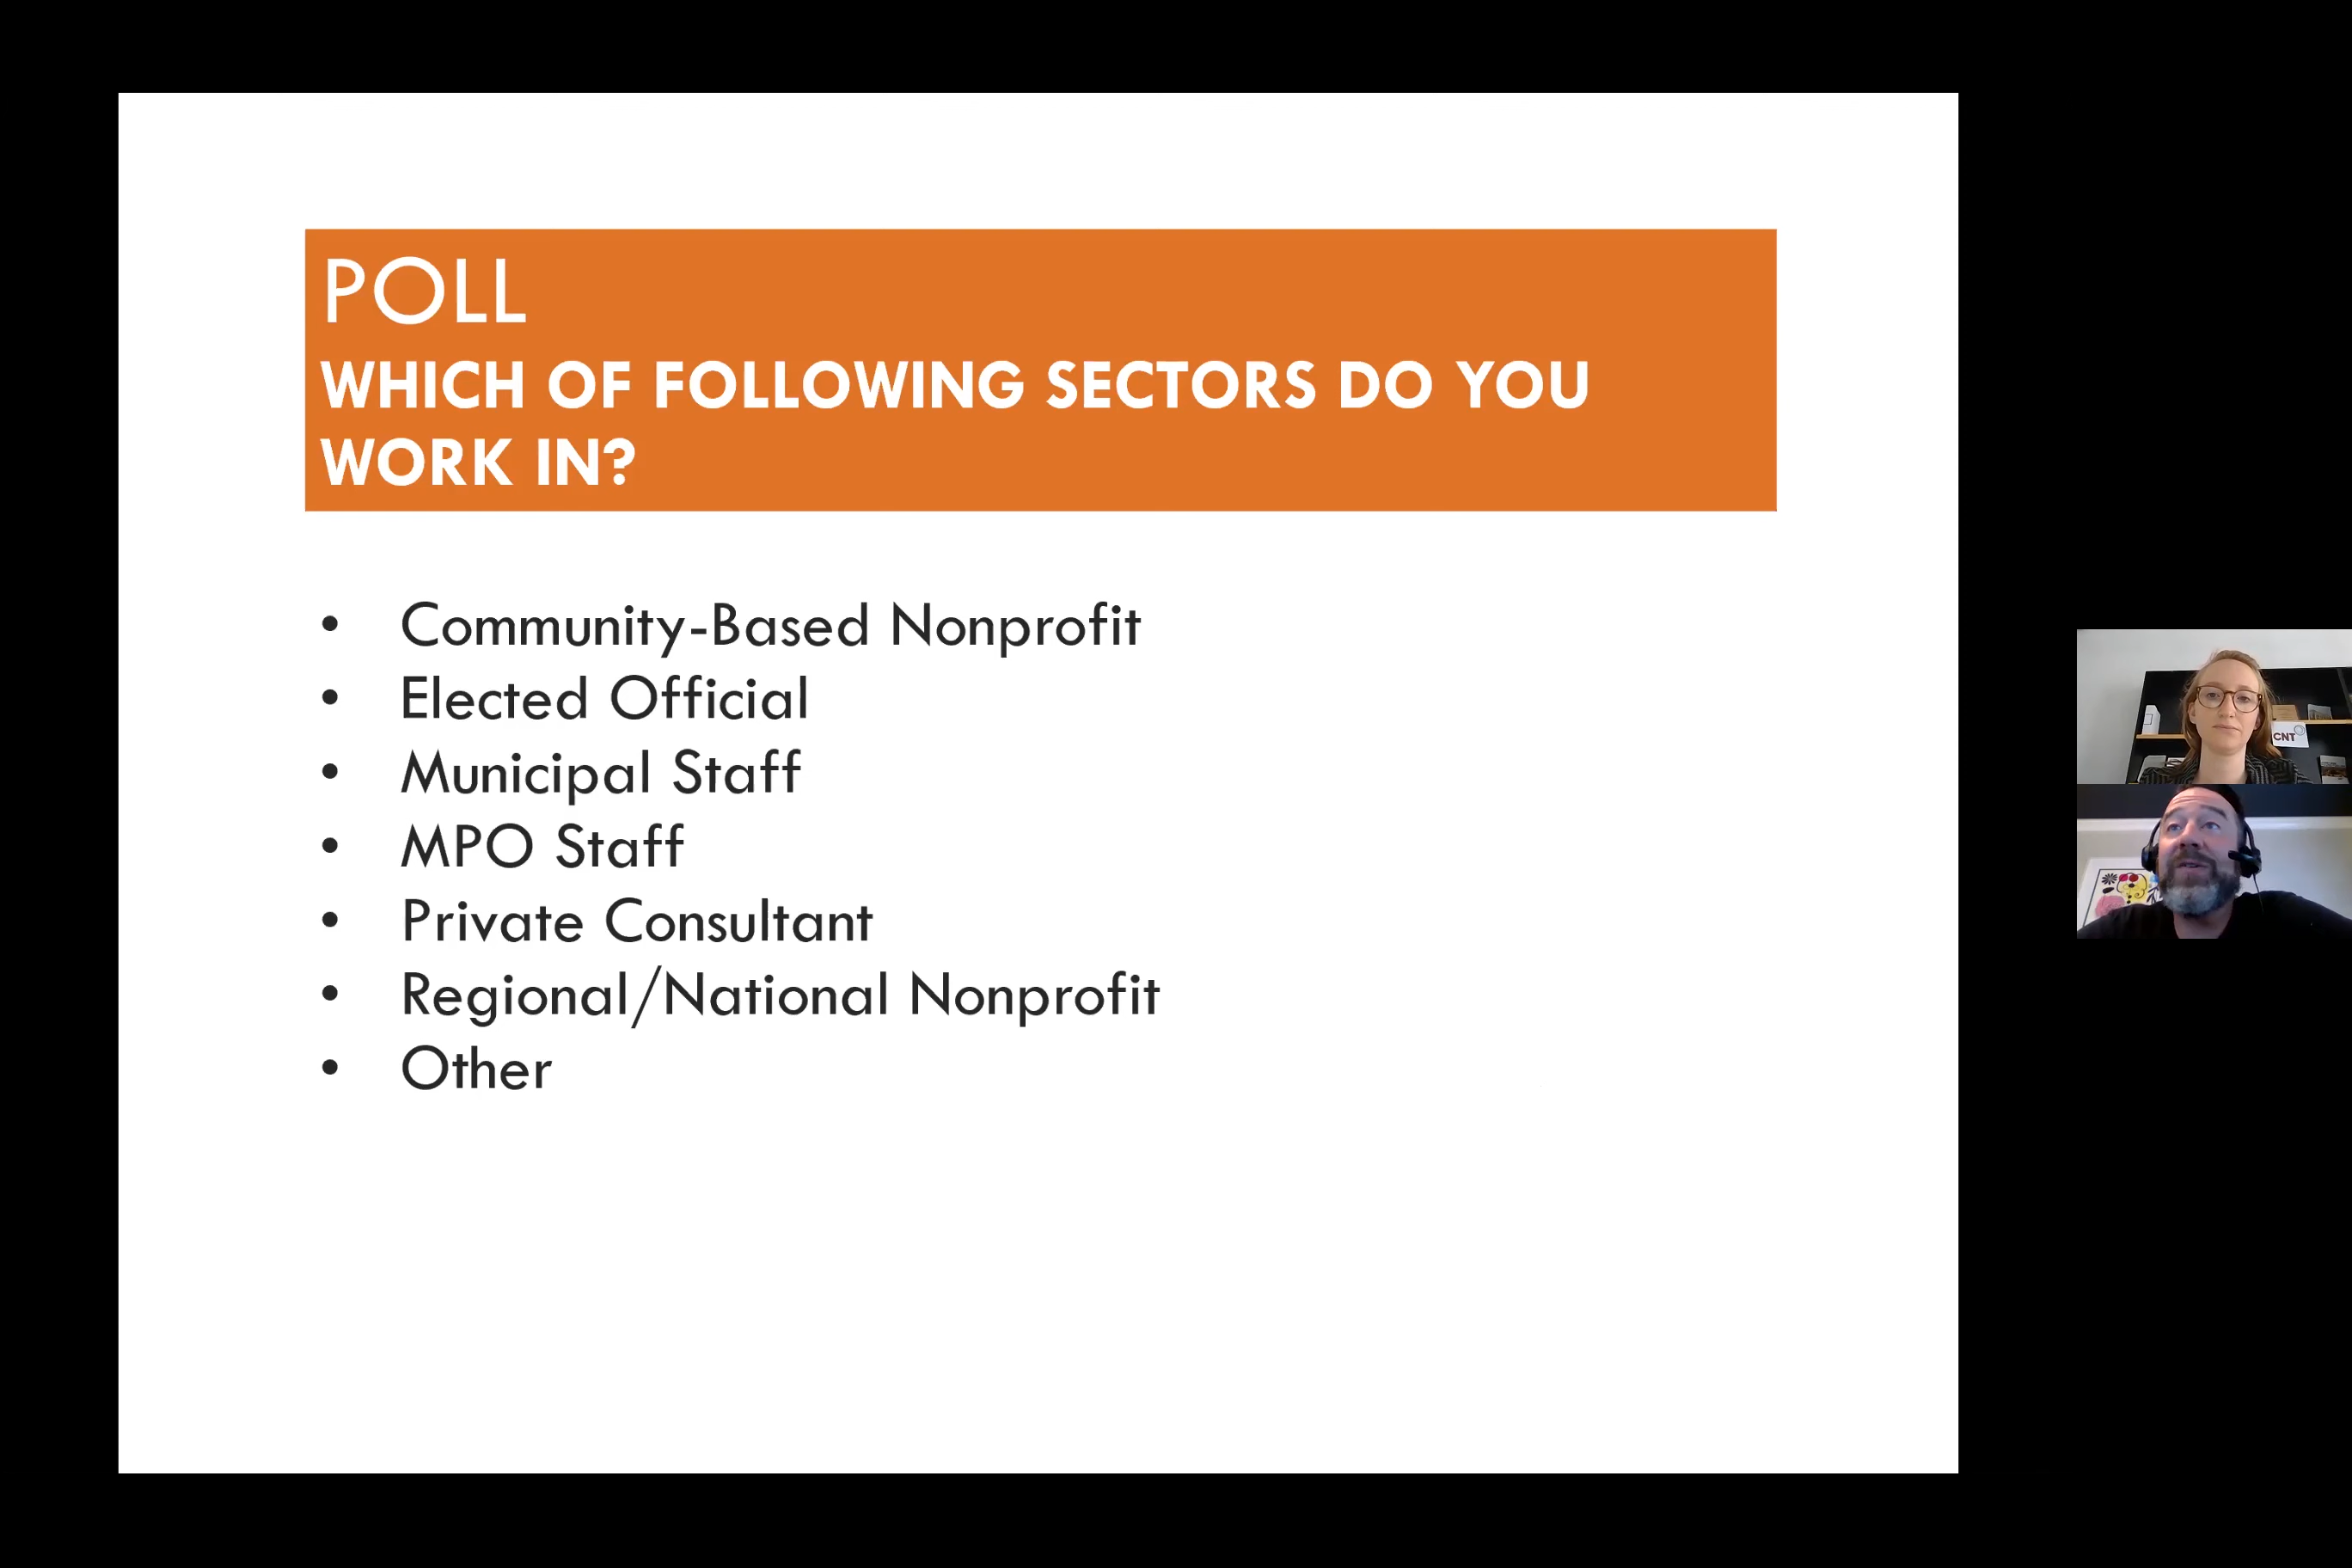 POLL
WHICH OF FOLLOWING SECTORS DO YOU
WORK IN?
• Community-Based Nonprofit
• Elected Official
• Municipal Staff
• MPO Staff
• Private Consultant
• Regional/National Nonprofit
• Other
CNT